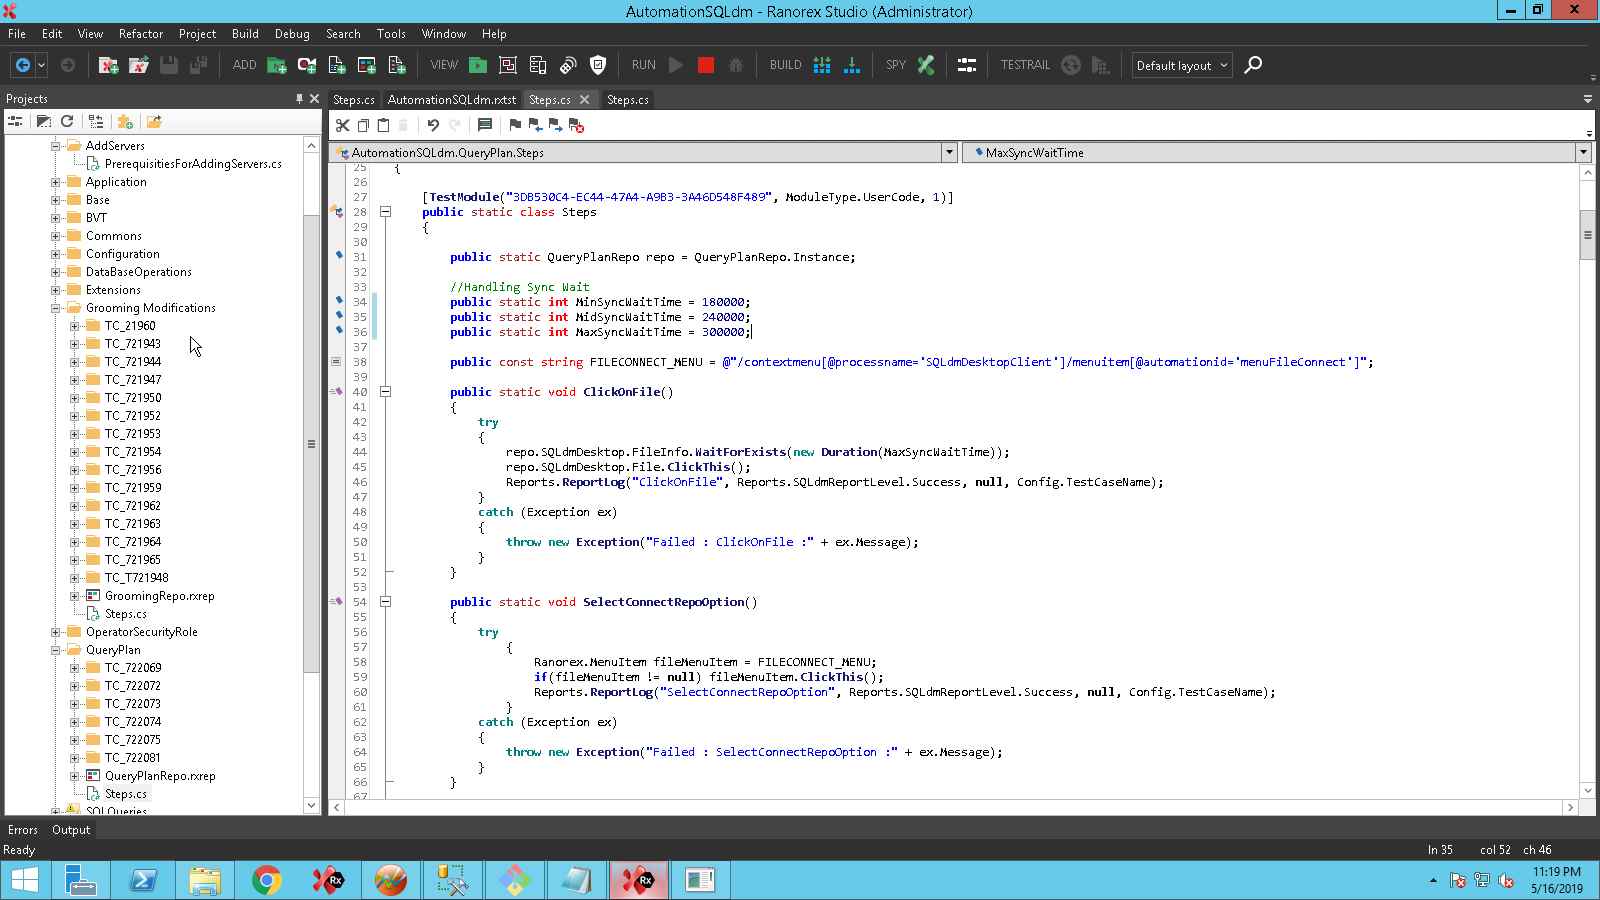 AutomationSQLdm - Ranorex Studio (Administrator)
File Edit View Refactor Project Build Debug Search Tools Window Help
ADD VIEW RUN BUILD SPY TESTRAIL Default layout
Projects
Steps.cs AutomationSQLdm.rxtst Steps.cs Steps.cs
AutomationSQLdm.QueryPlan.Steps MaxSyncWaitTime
AddServers
PrerequisitiesForAddingServers.cs
Application
Base
BVT
Commons
Configuration
DataBaseOperations
Extensions
Grooming Modifications
TC_21960
TC_721943
TC_721944
TC_721947
TC_721950
TC_721952
TC_721953
TC_721954
TC_721956
TC_721959
TC_721962
TC_721963
TC_721964
TC_721965
TC_T721948
GroomingRepo.rxrep
Steps.cs
OperatorSecurityRole
QueryPlan
TC_722069
TC_722072
TC_722073
TC_722074
TC_722075
TC_722081
QueryPlanRepo.rxrep
Steps.cs
SQLQueries
25 {
26
27 [TestModule("3DB530C4-EC44-47A4-A9B3-3A46D548F489", ModuleType.UserCode, 1)]
28 public static class Steps
29 {
30
31 public static QueryPlanRepo repo = QueryPlanRepo.Instance;
32
33 //Handling Sync Wait
34 public static int MinSyncWaitTime = 180000;
35 public static int MidSyncWaitTime = 240000;
36 public static int MaxSyncWaitTime = 300000;
37
38 public const string FILECONNECT_MENU = @"/contextmenu[@processname='SQLdmDesktopClient']/menuitem[@automationid='menuFileConnect']";
39
40 public static void ClickOnFile()
41 {
42 try
43 {
44 repo.SQLdmDesktop.FileInfo.WaitForExists(new Duration(MaxSyncWaitTime));
45 repo.SQLdmDesktop.File.ClickThis();
46 Reports.ReportLog("ClickOnFile", Reports.SQLdmReportLevel.Success, null, Config.TestCaseName);
47 }
48 catch (Exception ex)
49 {
50 throw new Exception("Failed : ClickOnFile :" + ex.Message);
51 }
52 }
53
54 public static void SelectConnectRepoOption()
55 {
56 try
57 {
58 Ranorex.MenuItem fileMenuItem = FILECONNECT_MENU;
59 if(fileMenuItem != null) fileMenuItem.ClickThis();
60 Reports.ReportLog("SelectConnectRepoOption", Reports.SQLdmReportLevel.Success, null, Config.TestCaseName);
61 }
62 catch (Exception ex)
63 {
64 throw new Exception("Failed : SelectConnectRepoOption :" + ex.Message);
65 }
66 }
67
Errors Output
Ready ln 35 col 52 ch 46
Rx Rx
11:19 PM
5/16/2019